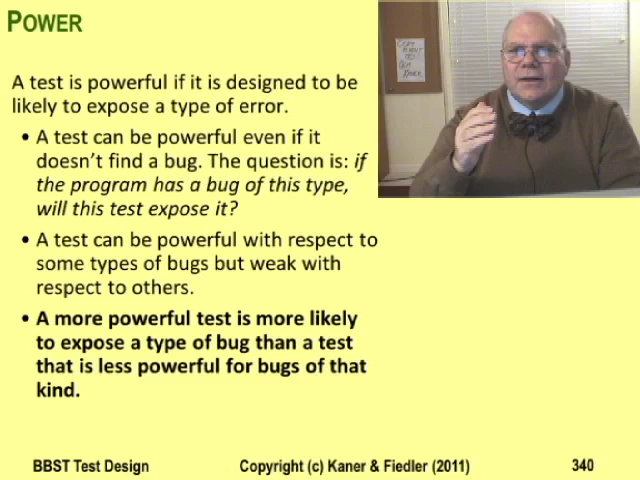 POWER
A test is powerful if it is designed to be
likely to expose a type of error.
• A test can be powerful even if it
doesn't find a bug. The question is: if
the program has a bug of this type,
will this test expose it?
• A test can be powerful with respect to
some types of bugs but weak with
respect to others.
• A more powerful test is more likely
to expose a type of bug than a test
that is less powerful for bugs of that
kind.
BBST Test Design
Copyright (c) Kaner & Fiedler (2011)
340